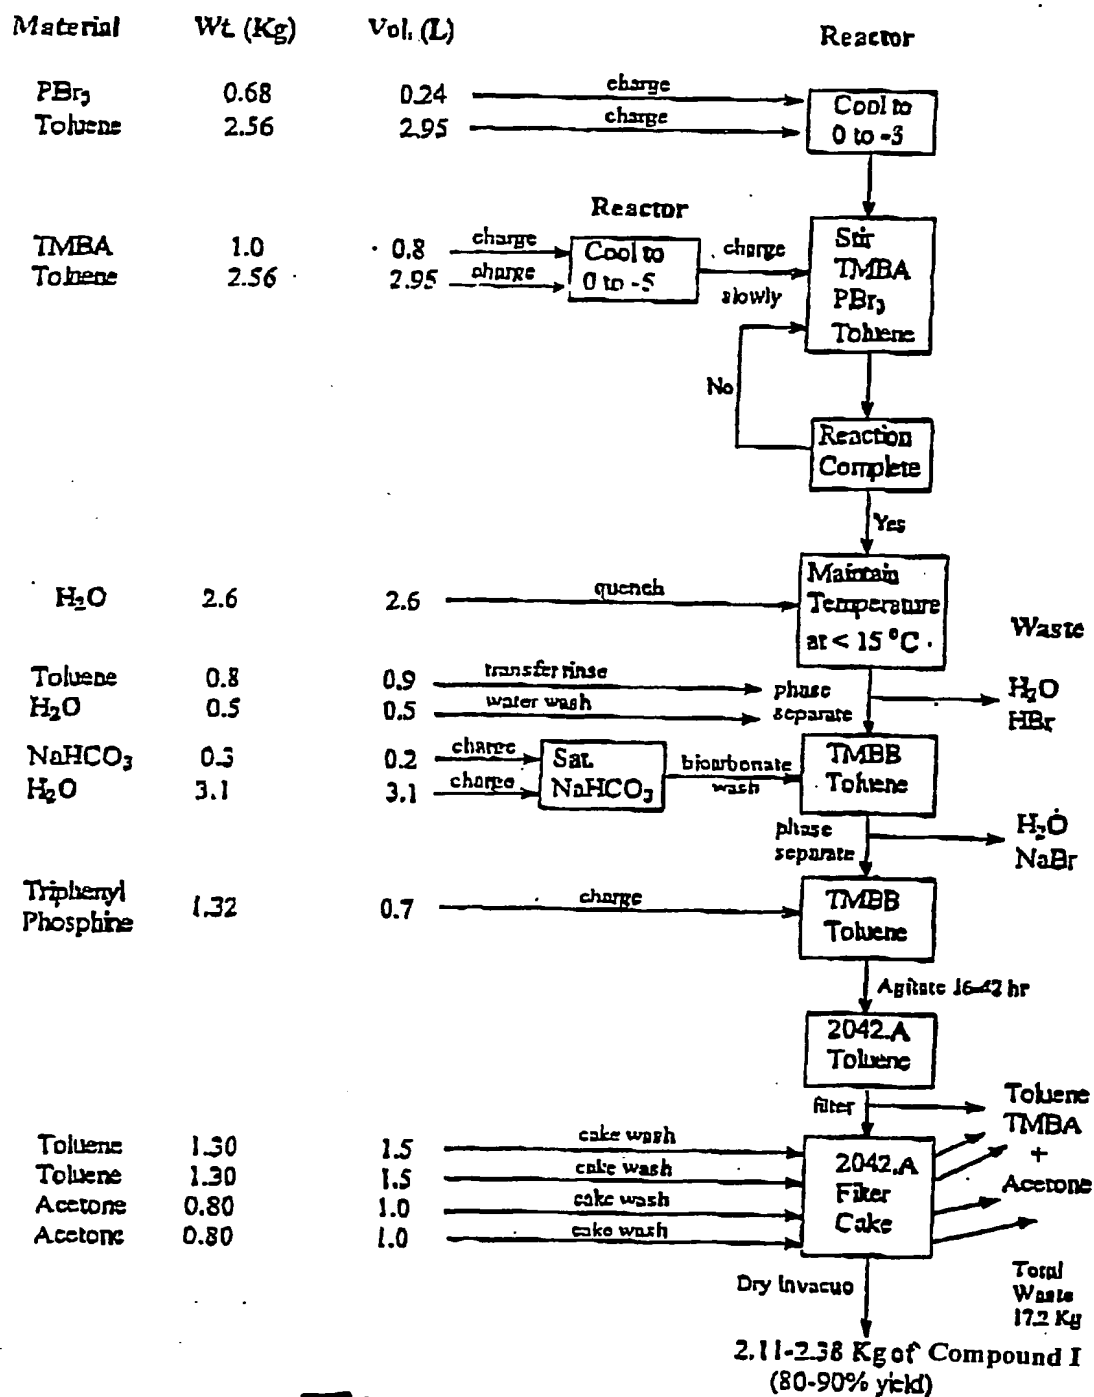 Material Wt. (Kg) Vol. (L) Reactor
PBr3 0.68 0.24 charge
Toluene 2.56 2.95 charge
Cool to
0 to -3
Reactor
TMBA 1.0 0.8 charge
Toluene 2.56 2.95 charge
Cool to
0 to -5
charge
slowly
Stir
TMBA
PBr3
Toluene
No
Reaction
Complete
Yes
H2O 2.6 2.6 quench
Maintain
Temperature
at < 15 °C
Waste
Toluene 0.8 0.9 transfer rinse
H2O 0.5 0.5 water wash
phase
separate
H2O
HBr
NaHCO3 0.3 0.2 charge
H2O 3.1 3.1 charge
Sat.
NaHCO3
bicarbonate
wash
TMBB
Toluene
phase
separate
H2O
NaBr
Triphenyl
Phosphine 1.32 0.7 charge
TMBB
Toluene
Agitate 16-42 hr
2042.A
Toluene
filter
Toluene
TMBA
+
Acetone
Toluene 1.30 1.5 cake wash
Toluene 1.30 1.5 cake wash
Acetone 0.80 1.0 cake wash
Acetone 0.80 1.0 cake wash
2042.A
Filter
Cake
Dry Invacuo
Total
Waste
17.2 Kg
2.11-2.38 Kg of Compound I
(80-90% yield)